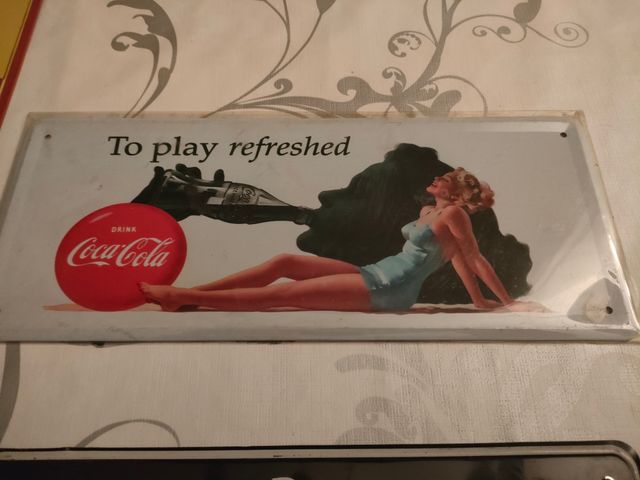 To play refreshed
DRINK
Coca-Cola